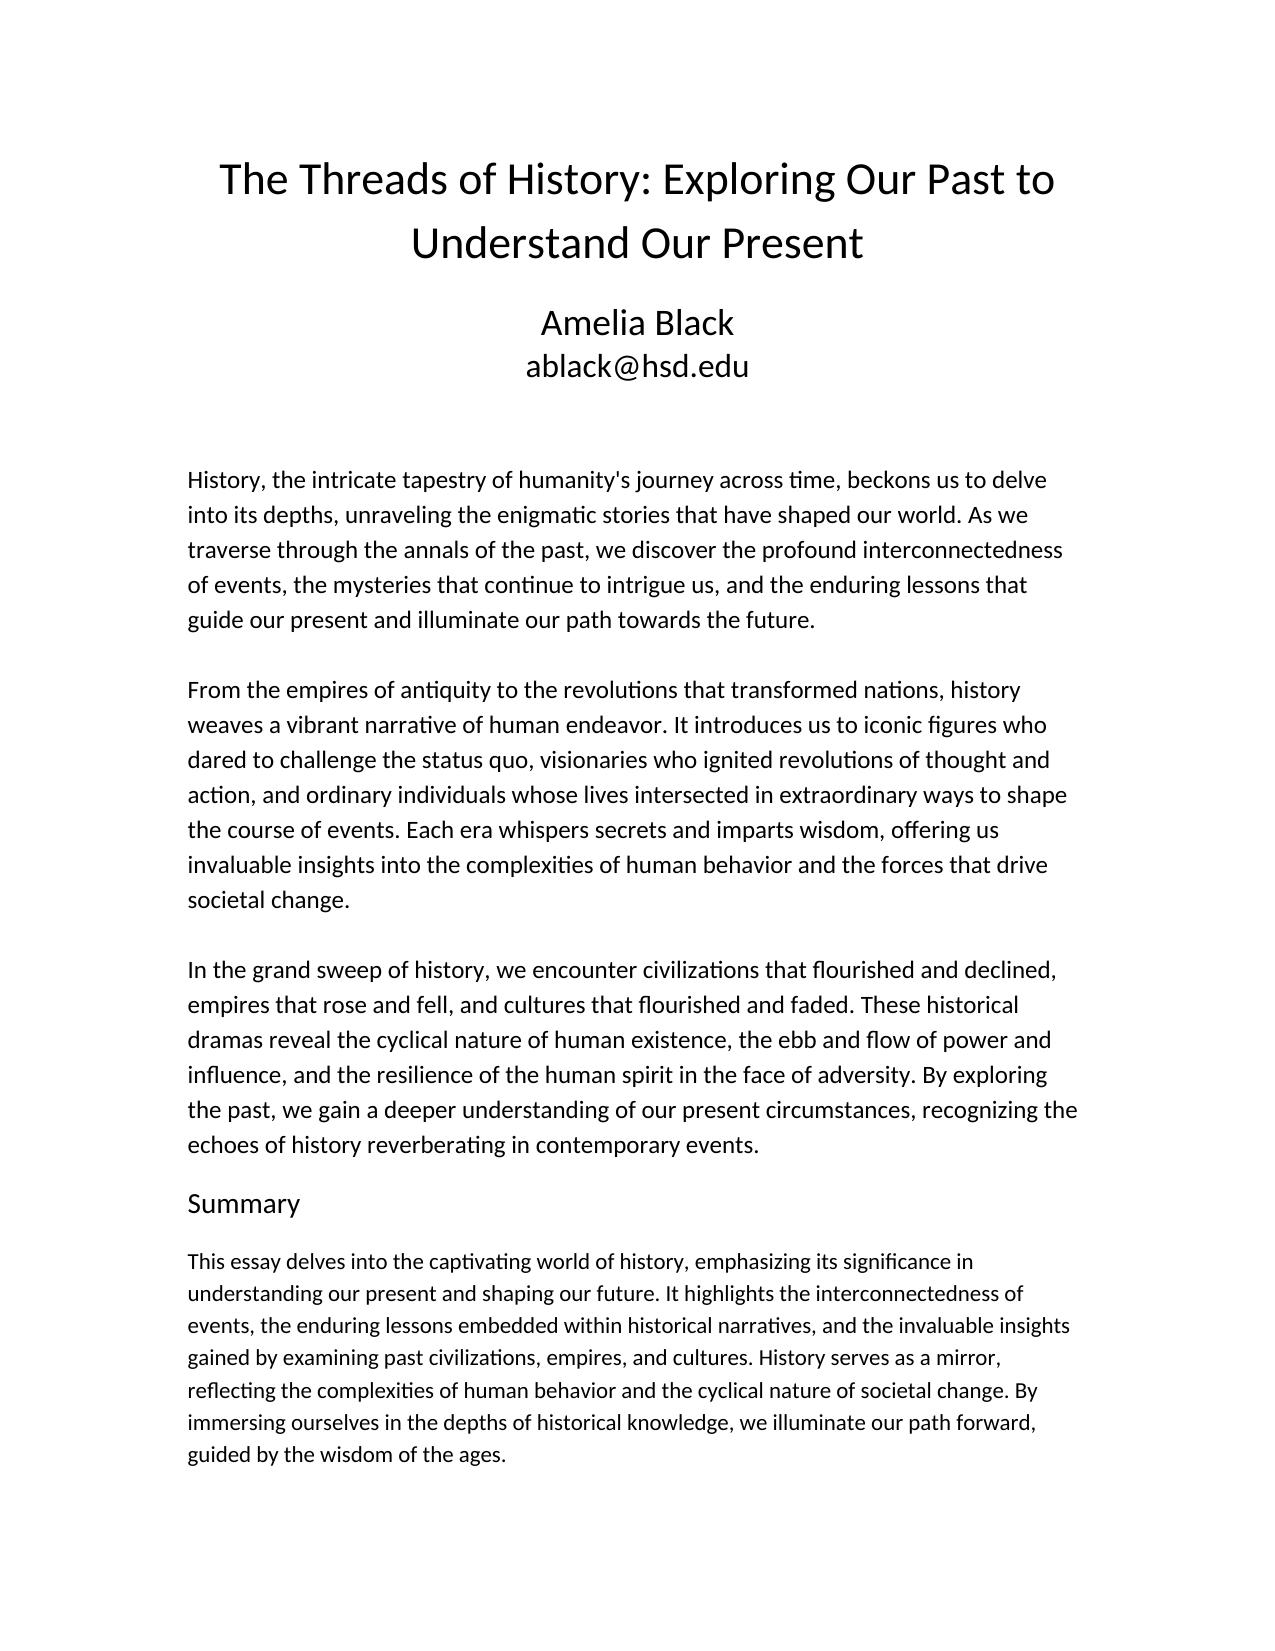 The Threads of History: Exploring Our Past to
Understand Our Present
Amelia Black
ablack@hsd.edu
History, the intricate tapestry of humanity's journey across time, beckons us to delve
into its depths, unraveling the enigmatic stories that have shaped our world. As we
traverse through the annals of the past, we discover the profound interconnectedness
of events, the mysteries that continue to intrigue us, and the enduring lessons that
guide our present and illuminate our path towards the future.
From the empires of antiquity to the revolutions that transformed nations, history
weaves a vibrant narrative of human endeavor. It introduces us to iconic figures who
dared to challenge the status quo, visionaries who ignited revolutions of thought and
action, and ordinary individuals whose lives intersected in extraordinary ways to shape
the course of events. Each era whispers secrets and imparts wisdom, offering us
invaluable insights into the complexities of human behavior and the forces that drive
societal change.
In the grand sweep of history, we encounter civilizations that flourished and declined,
empires that rose and fell, and cultures that flourished and faded. These historical
dramas reveal the cyclical nature of human existence, the ebb and flow of power and
influence, and the resilience of the human spirit in the face of adversity. By exploring
the past, we gain a deeper understanding of our present circumstances, recognizing the
echoes of history reverberating in contemporary events.
Summary
This essay delves into the captivating world of history, emphasizing its significance in
understanding our present and shaping our future. It highlights the interconnectedness of
events, the enduring lessons embedded within historical narratives, and the invaluable insights
gained by examining past civilizations, empires, and cultures. History serves as a mirror,
reflecting the complexities of human behavior and the cyclical nature of societal change. By
immersing ourselves in the depths of historical knowledge, we illuminate our path forward,
guided by the wisdom of the ages.